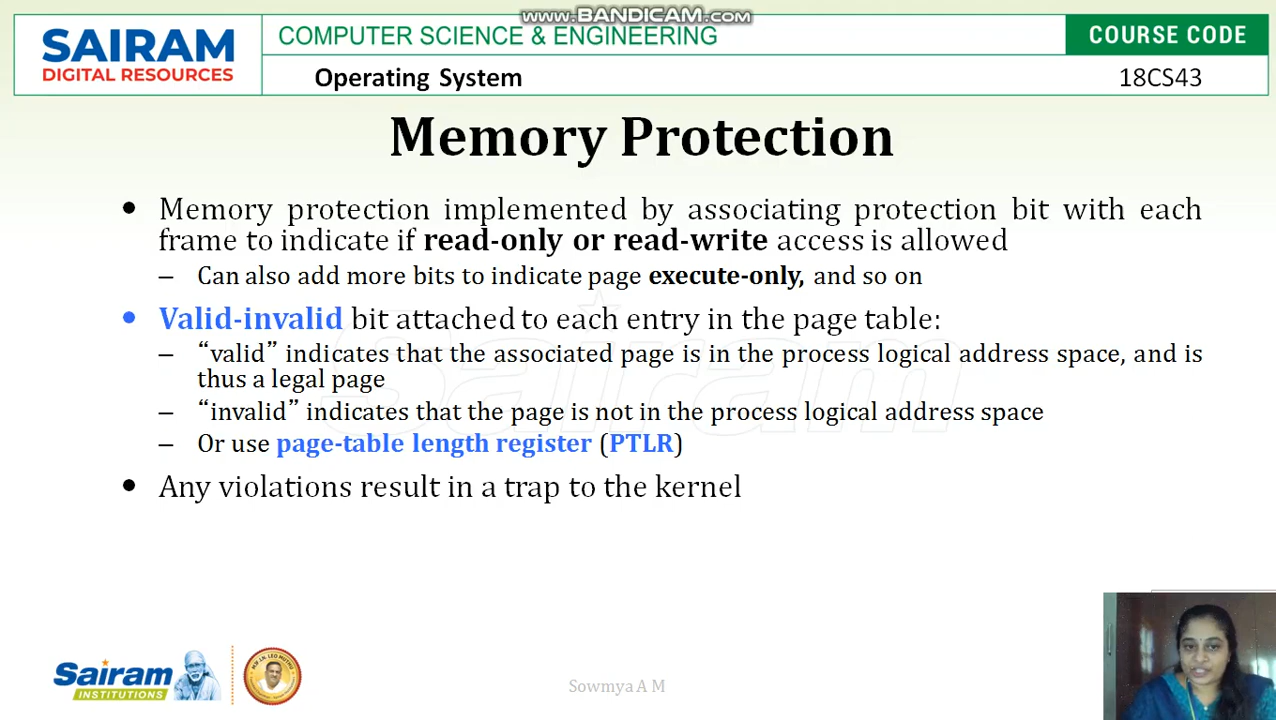 www.BANDICAM.com
SAIRAM
DIGITAL RESOURCES
COMPUTER SCIENCE & ENGINEERING
COURSE CODE
Operating System
18CS43
Memory Protection
• Memory protection implemented by associating protection bit with each
frame to indicate if read-only or read-write access is allowed
– Can also add more bits to indicate page execute-only, and so on
• Valid-invalid bit attached to each entry in the page table:
– “valid” indicates that the associated page is in the process logical address space, and is
thus a legal page
– “invalid” indicates that the page is not in the process logical address space
– Or use page-table length register (PTLR)
• Any violations result in a trap to the kernel
Sairam
Sairam
INSTITUTIONS
Sowmya A M